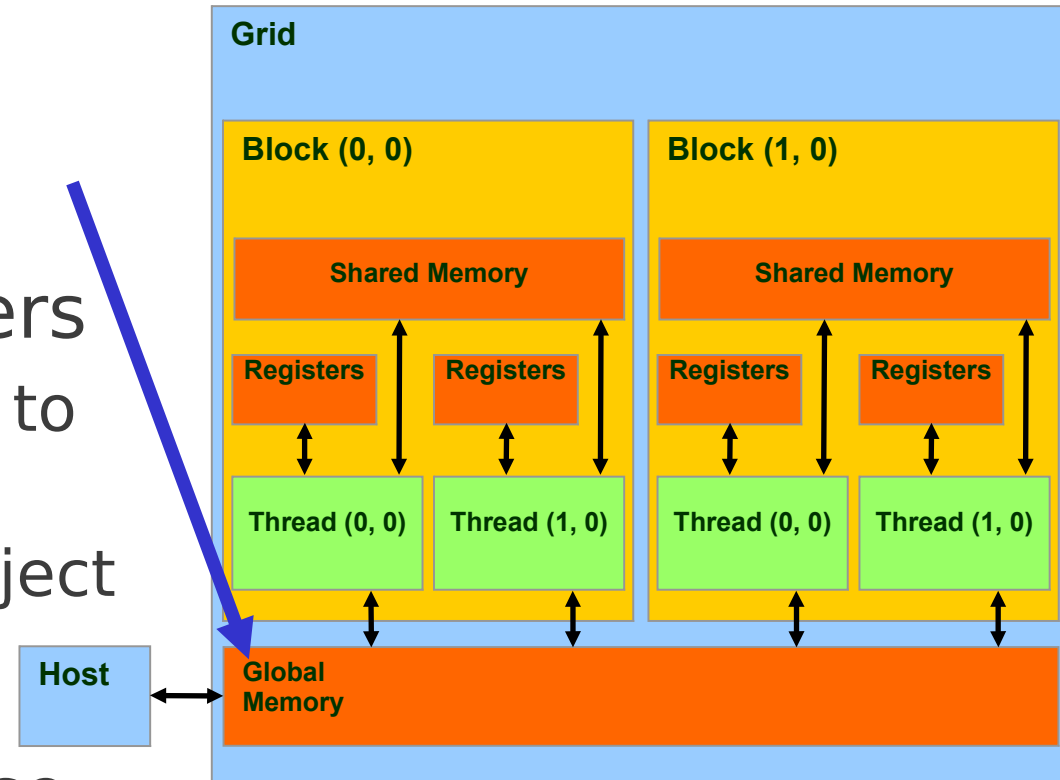 Grid
Block (0, 0)
Block (1, 0)
Shared Memory
Shared Memory
ers
Registers
Registers
Registers
Registers
to
Thread (0, 0)
Thread (1, 0)
Thread (0, 0)
Thread (1, 0)
ject
Host
Global
Memory